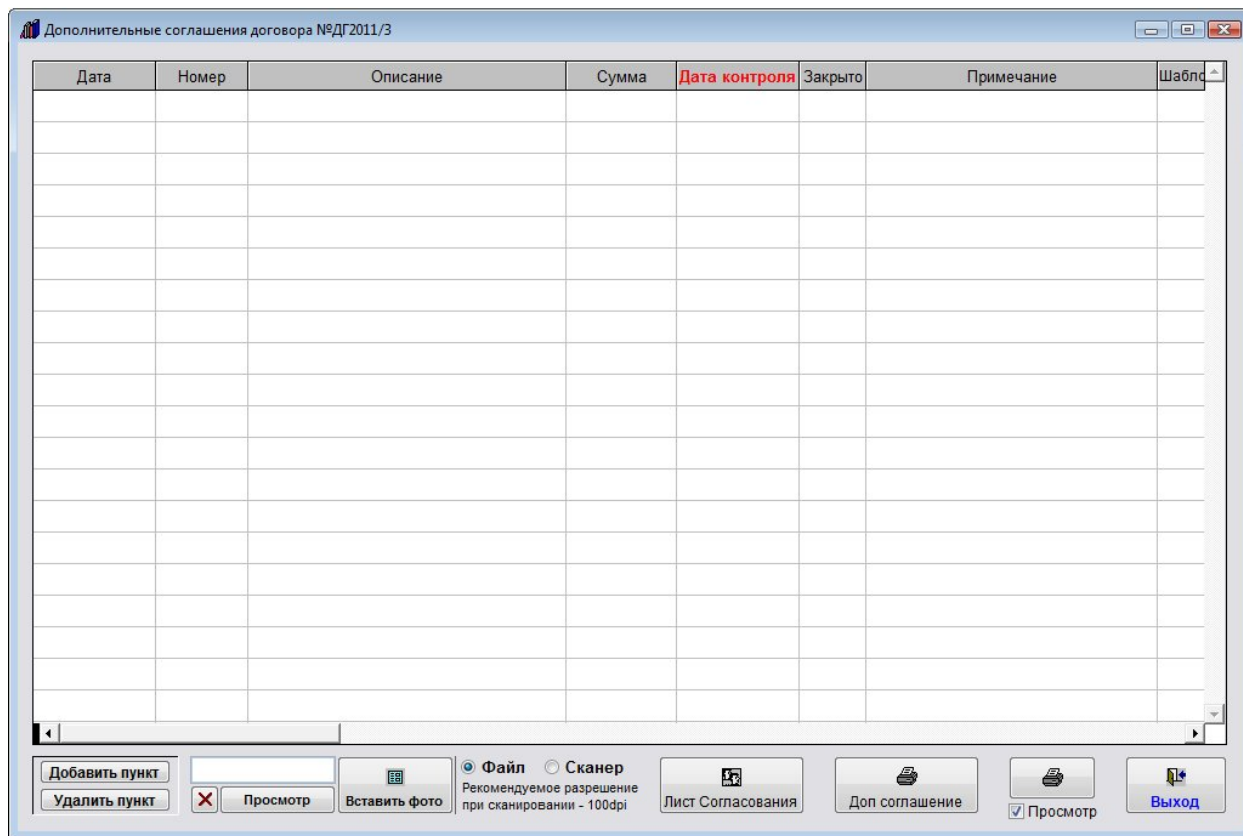 Дополнительные соглашения договора №ДГ2011/3
Дата Номер Описание Сумма Дата контроля Закрыто Примечание Шабло
Добавить пункт
Удалить пункт
Просмотр
Вставить фото
Файл Сканер
Рекомендуемое разрешение
при сканировании - 100dpi
Лист Согласования
Доп соглашение
Просмотр
Выход